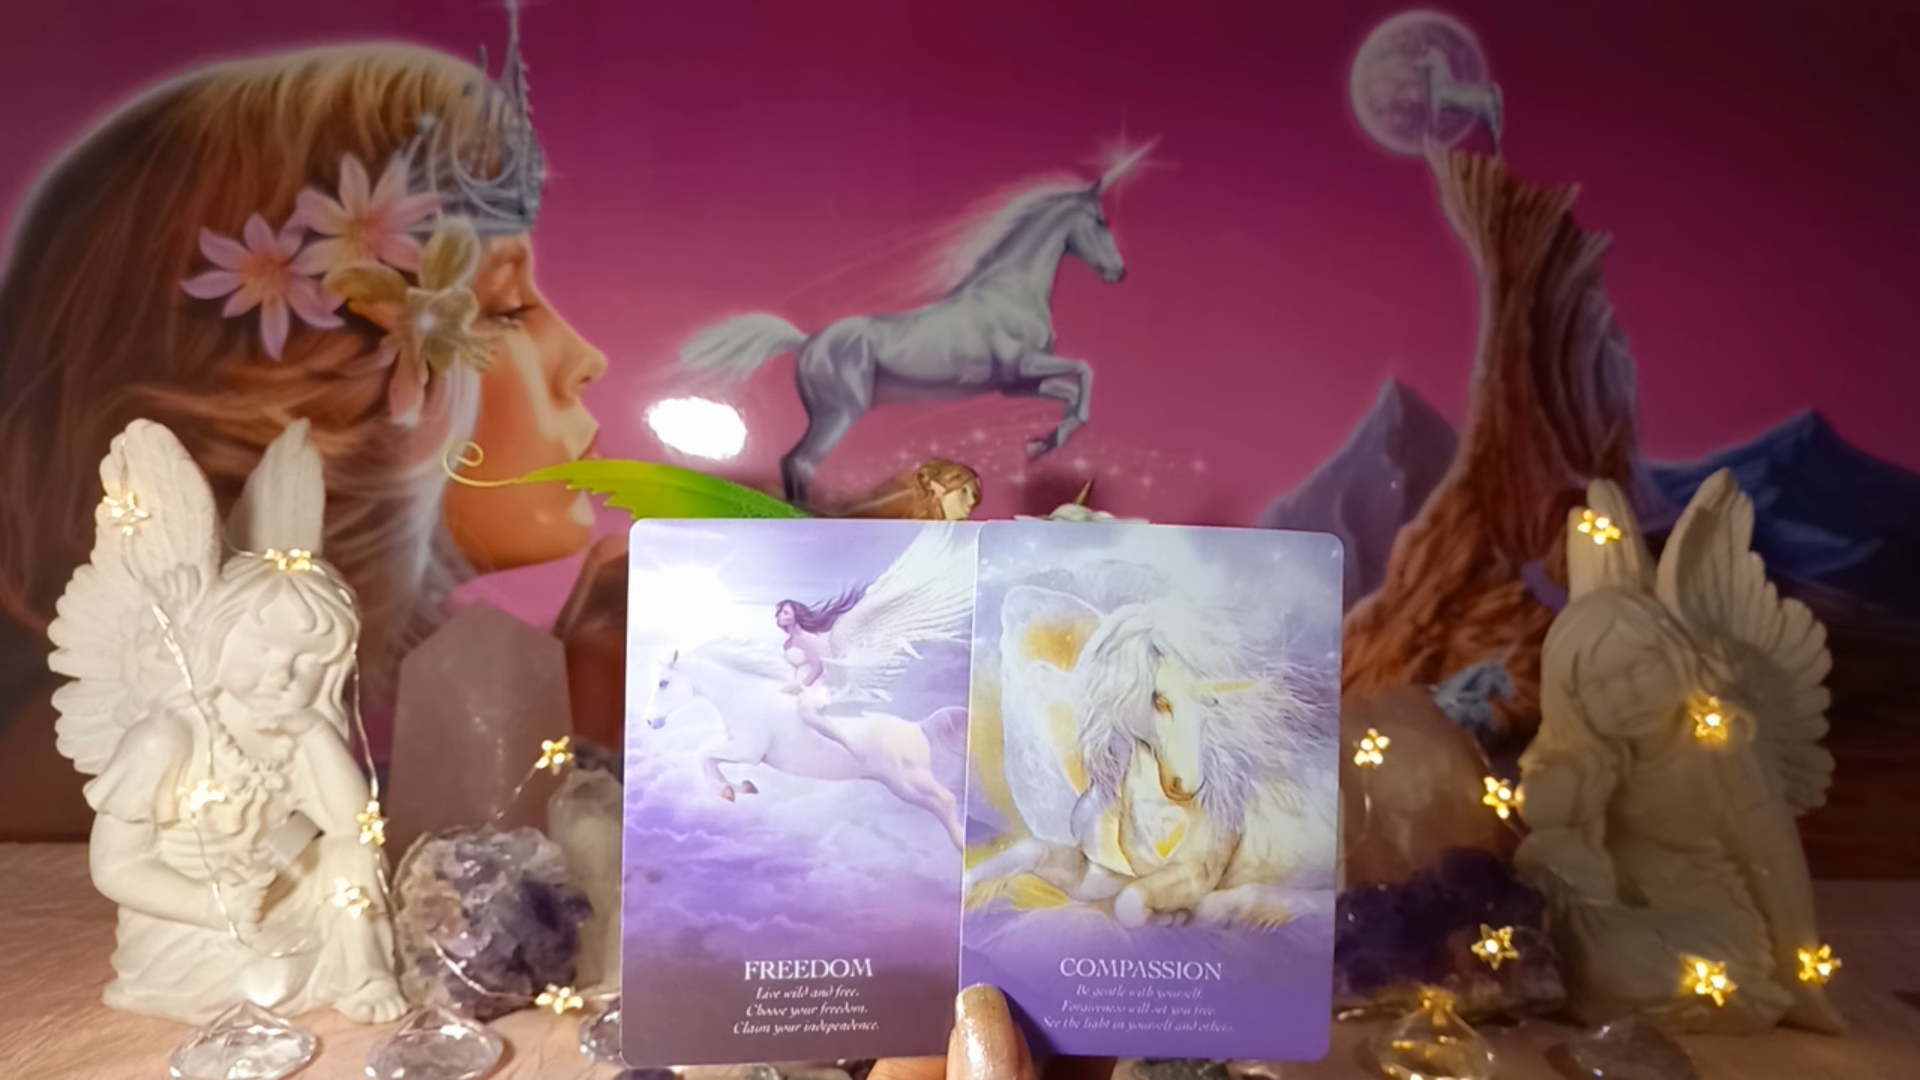 FREEDOM
Live wild and free.
Choose your freedom.
Claim your independence.
COMPASSION
Be gentle with yourself.
Forgiveness will set you free.
See the light in yourself and others.